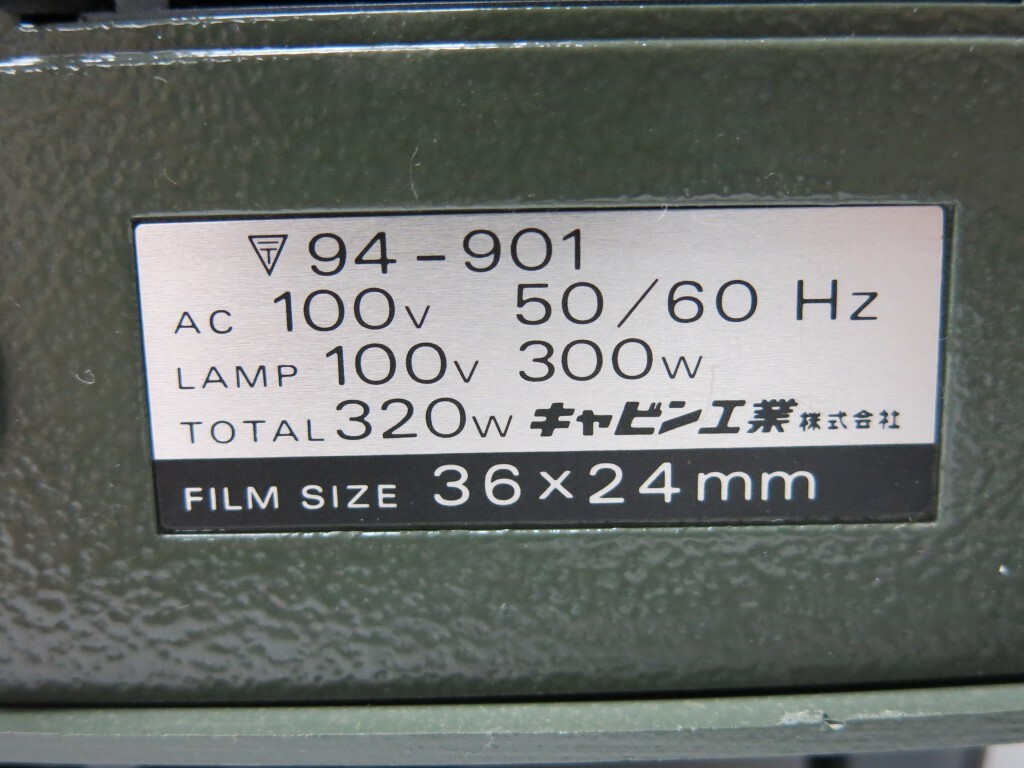 〒 94-901
AC 100V 50/60 Hz
LAMP 100V 300W
TOTAL 320W キャビン工業株式会社
FILM SIZE 36×24mm